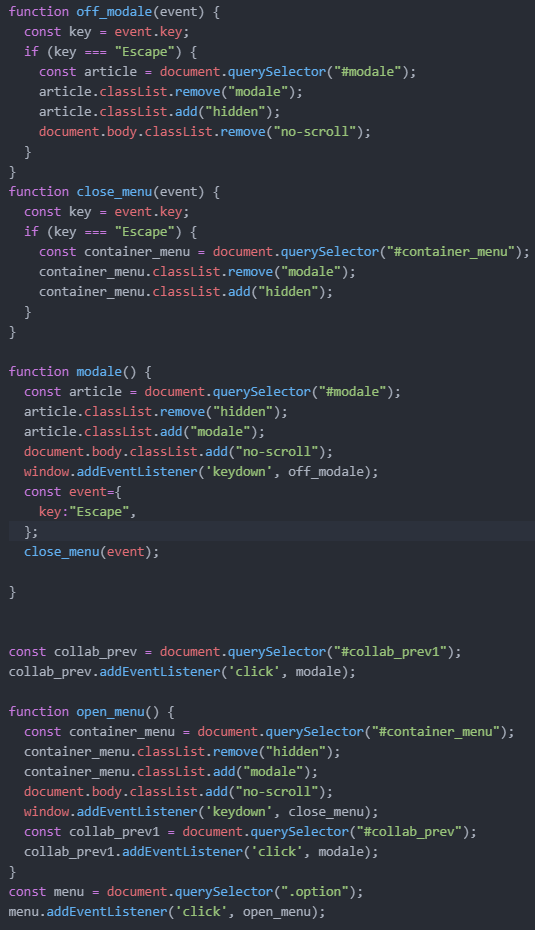 function off_modale(event) {
  const key = event.key;
  if (key === "Escape") {
    const article = document.querySelector("#modale");
    article.classList.remove("modale");
    article.classList.add("hidden");
    document.body.classList.remove("no-scroll");
  }
}
function close_menu(event) {
  const key = event.key;
  if (key === "Escape") {
    const container_menu = document.querySelector("#container_menu");
    container_menu.classList.remove("modale");
    container_menu.classList.add("hidden");
  }
}

function modale() {
  const article = document.querySelector("#modale");
  article.classList.remove("hidden");
  article.classList.add("modale");
  document.body.classList.add("no-scroll");
  window.addEventListener('keydown', off_modale);
  const event={
    key:"Escape",
  };
  close_menu(event);

}


const collab_prev = document.querySelector("#collab_prev1");
collab_prev.addEventListener('click', modale);

function open_menu() {
  const container_menu = document.querySelector("#container_menu");
  container_menu.classList.remove("hidden");
  container_menu.classList.add("modale");
  document.body.classList.add("no-scroll");
  window.addEventListener('keydown', close_menu);
  const collab_prev1 = document.querySelector("#collab_prev");
  collab_prev1.addEventListener('click', modale);
}
const menu = document.querySelector(".option");
menu.addEventListener('click', open_menu);